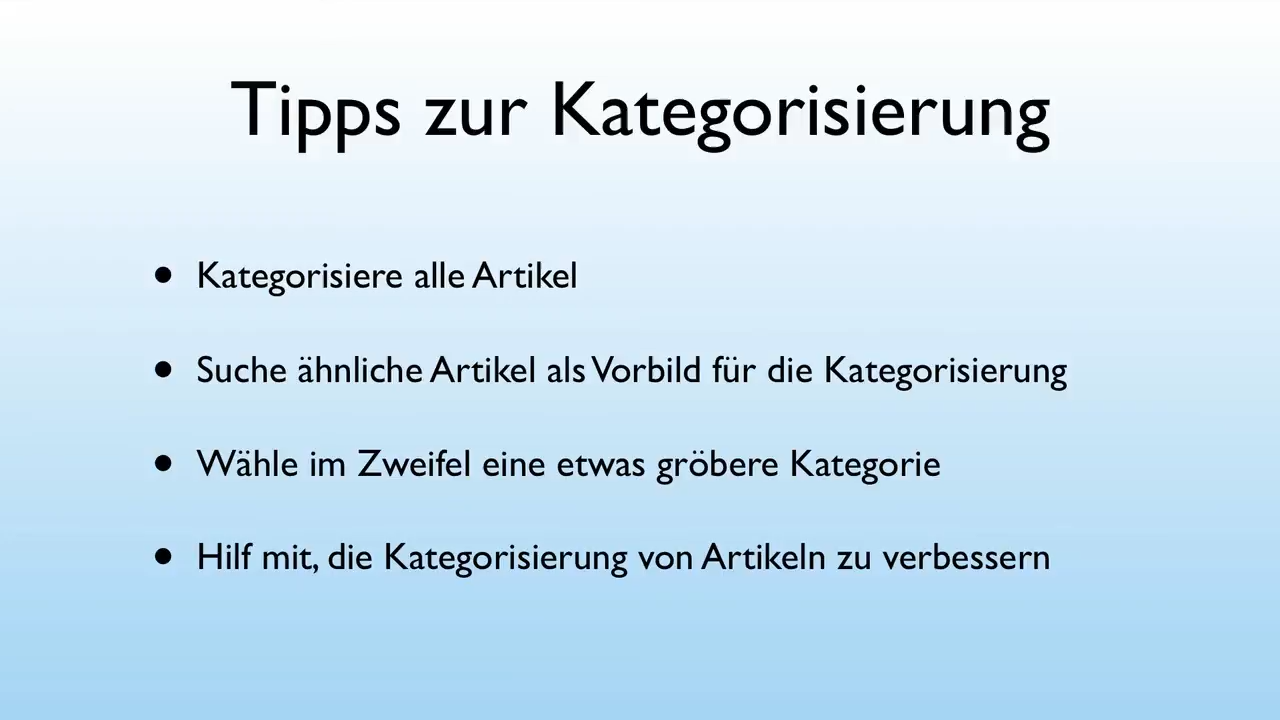 Tipps zur Kategorisierung
• Kategorisiere alle Artikel
• Suche ähnliche Artikel als Vorbild für die Kategorisierung
• Wähle im Zweifel eine etwas gröbere Kategorie
• Hilf mit, die Kategorisierung von Artikeln zu verbessern